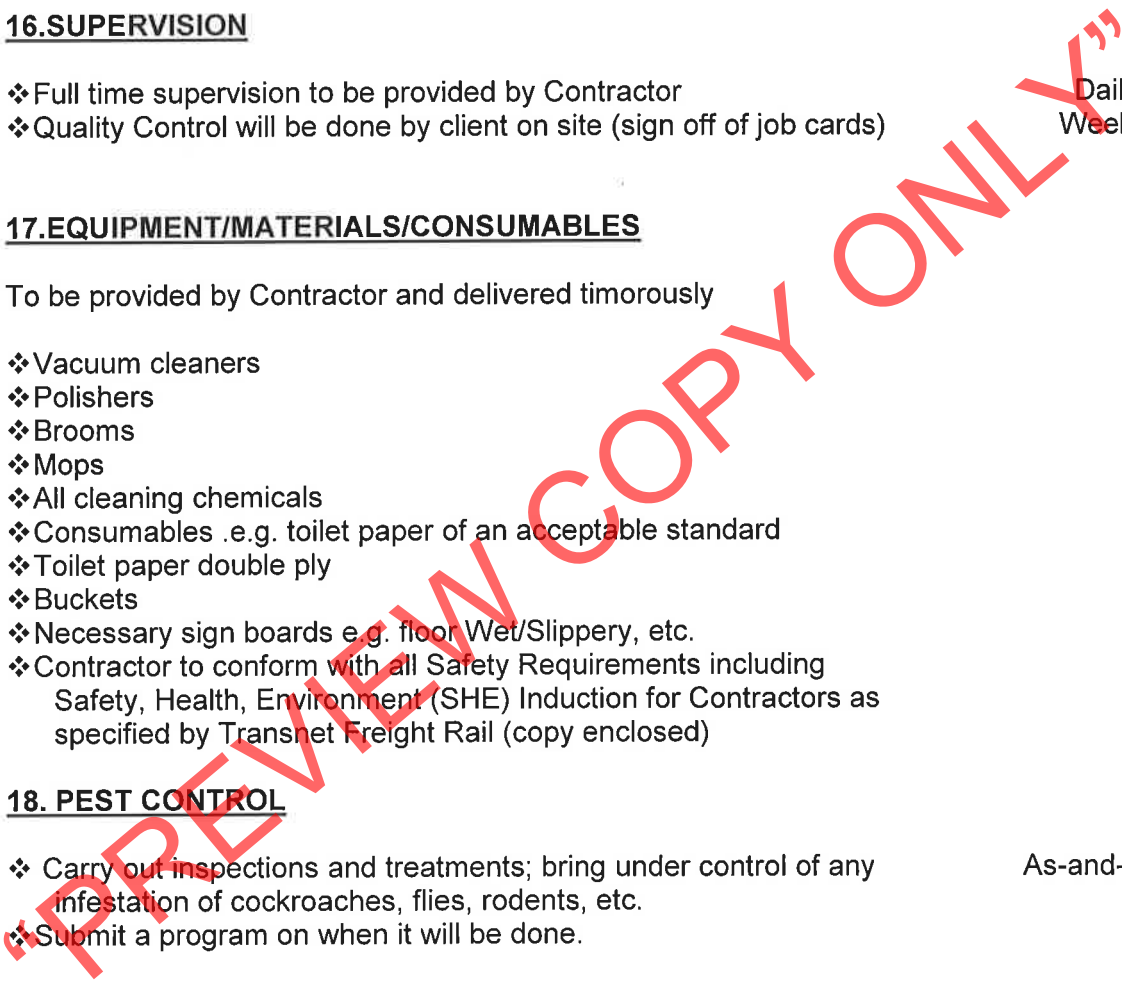 16.SUPERVISION
❖Full time supervision to be provided by Contractor Dail
❖Quality Control will be done by client on site (sign off of job cards) Weel
17.EQUIPMENT/MATERIALS/CONSUMABLES
To be provided by Contractor and delivered timorously
❖Vacuum cleaners
❖Polishers
❖Brooms
❖Mops
❖All cleaning chemicals
❖Consumables .e.g. toilet paper of an acceptable standard
❖Toilet paper double ply
❖Buckets
❖Necessary sign boards e.g. floor Wet/Slippery, etc.
❖Contractor to conform with all Safety Requirements including
Safety, Health, Environment (SHE) Induction for Contractors as
specified by Transnet Freight Rail (copy enclosed)
18. PEST CONTROL
❖ Carry out inspections and treatments; bring under control of any As-and-
infestation of cockroaches, flies, rodents, etc.
❖Submit a program on when it will be done.
“PREVIEW COPY ONLY”